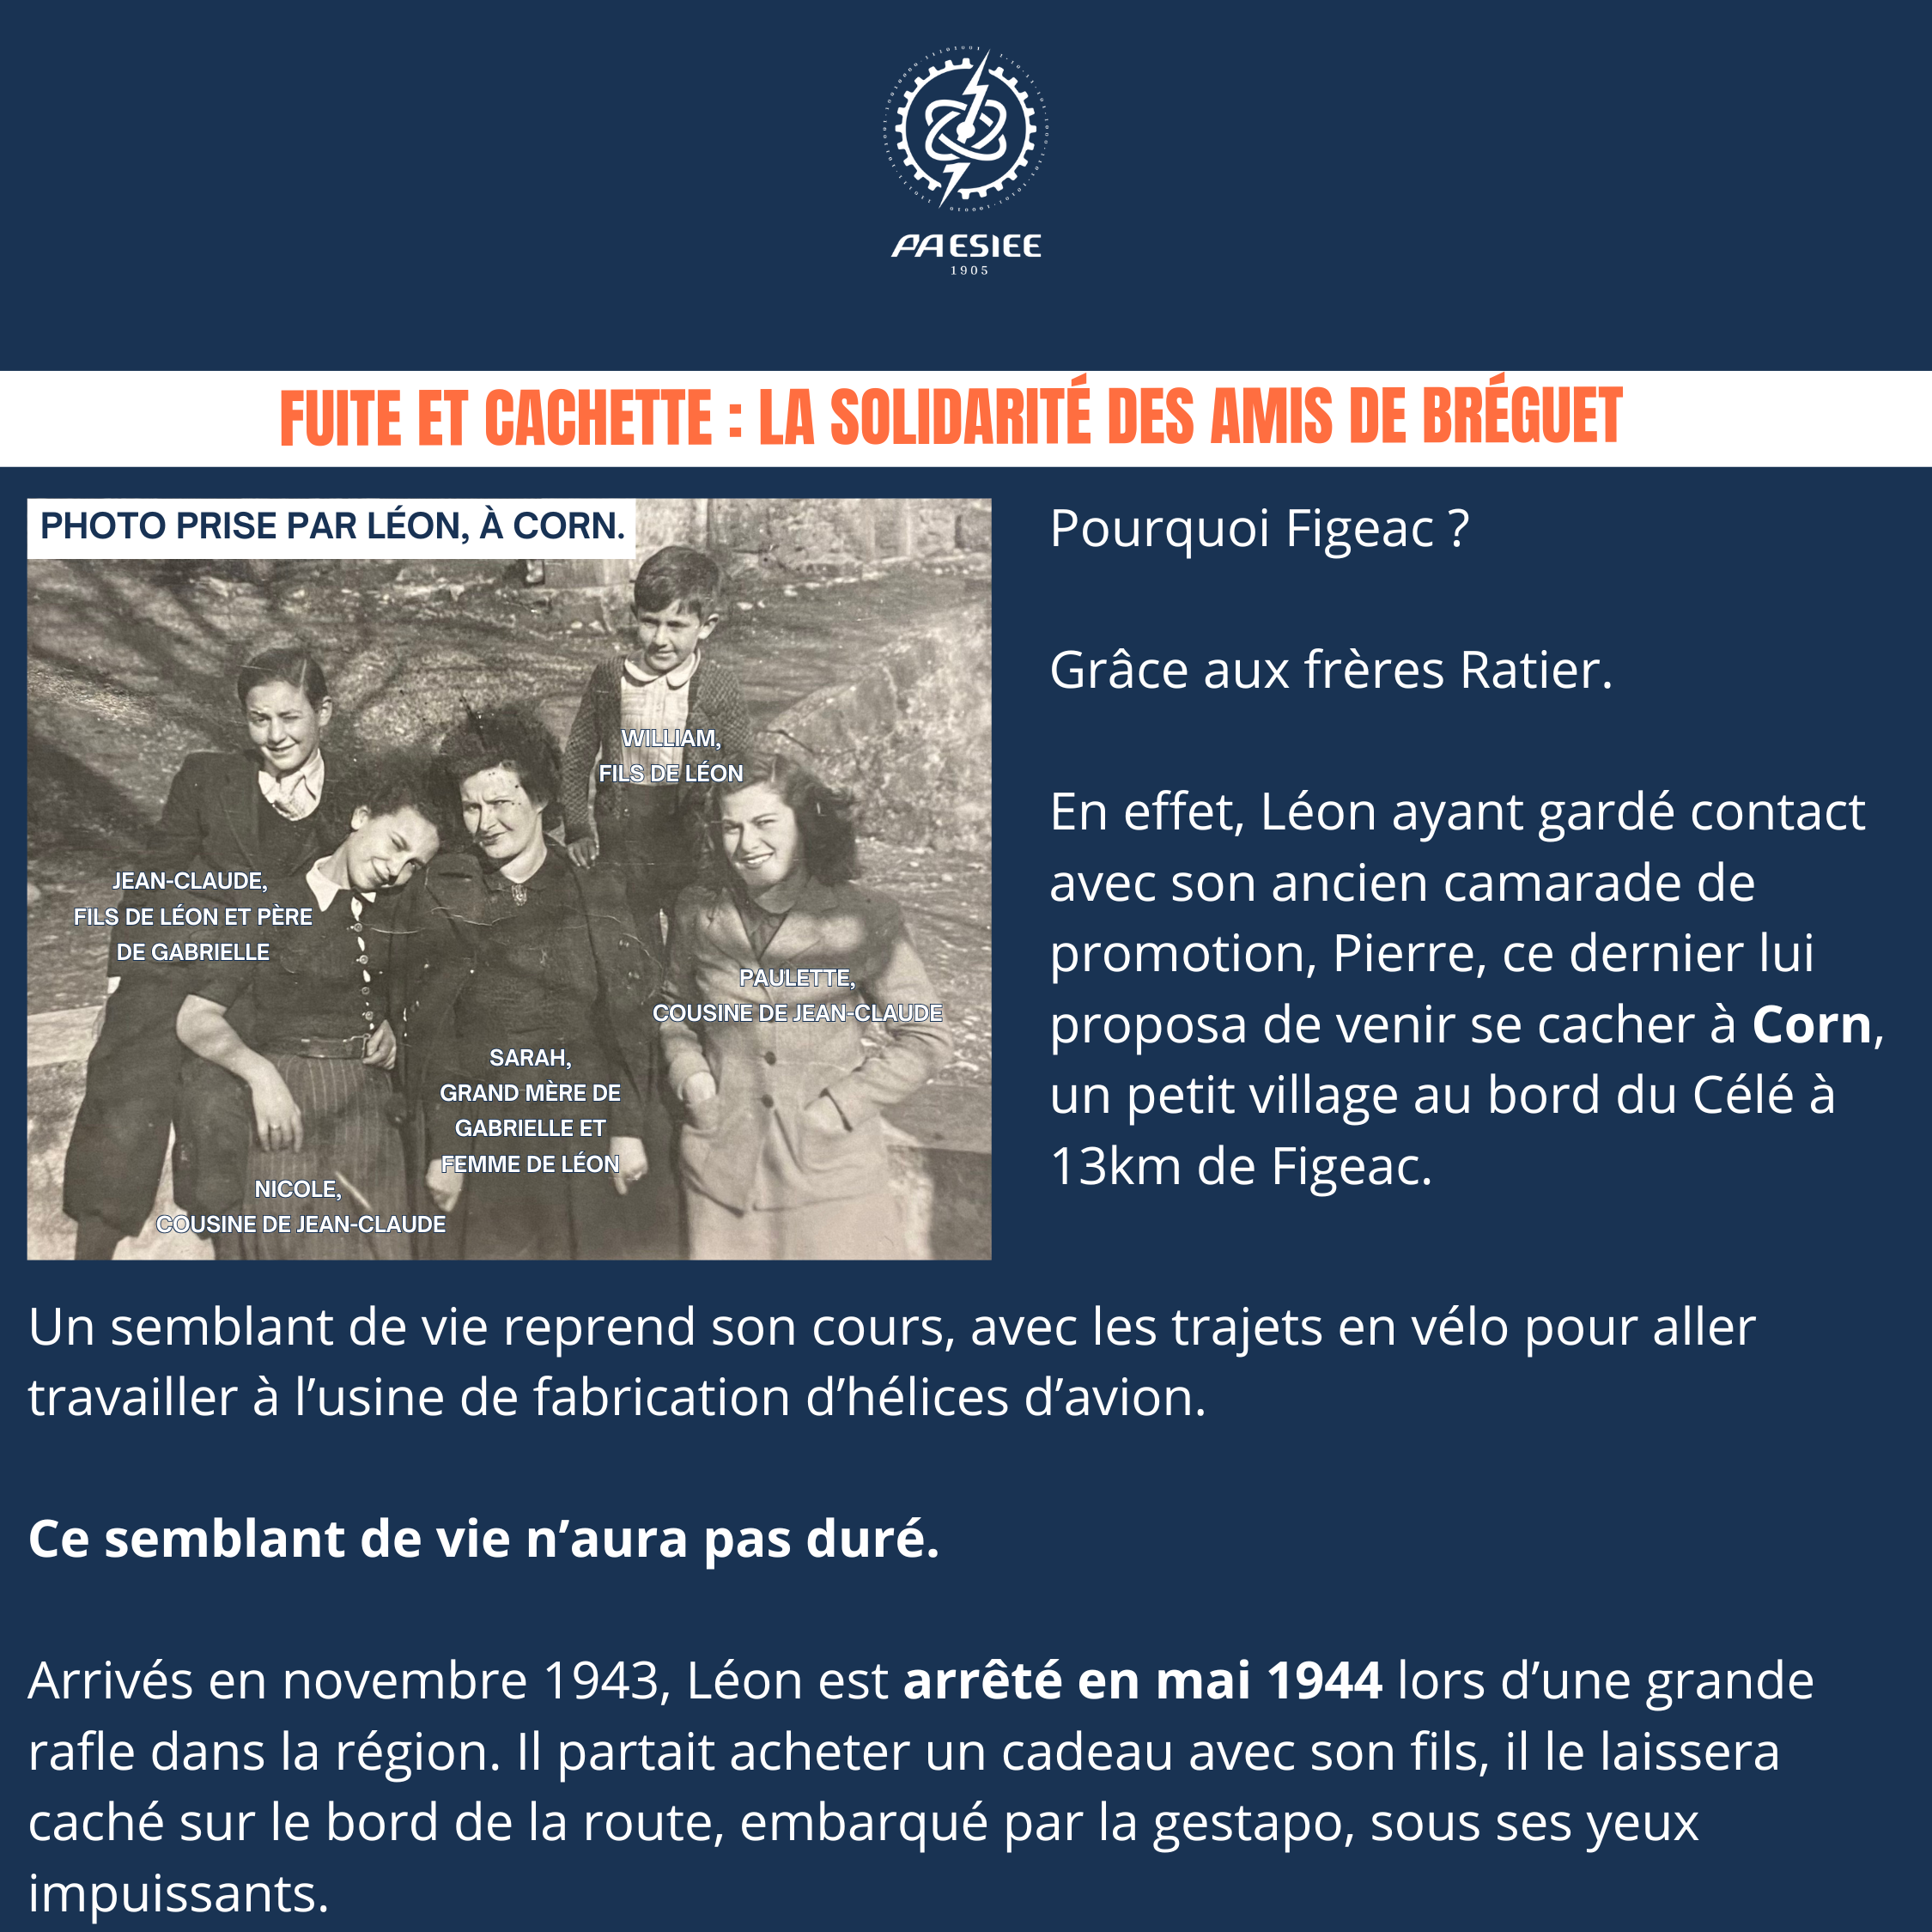 AAESIEE
1905
FUITE ET CACHETTE : LA SOLIDARITÉ DES AMIS DE BRÉGUET
PHOTO PRISE PAR LÉON, À CORN.
WILLIAM,
FILS DE LÉON
JEAN-CLAUDE,
FILS DE LÉON ET PÈRE
DE GABRIELLE
PAULETTE,
COUSINE DE JEAN-CLAUDE
SARAH,
GRAND MÈRE DE
GABRIELLE ET
FEMME DE LÉON
NICOLE,
COUSINE DE JEAN-CLAUDE
Pourquoi Figeac ?
Grâce aux frères Ratier.
En effet, Léon ayant gardé contact
avec son ancien camarade de
promotion, Pierre, ce dernier lui
proposa de venir se cacher à Corn,
un petit village au bord du Célé à
13km de Figeac.
Un semblant de vie reprend son cours, avec les trajets en vélo pour aller
travailler à l’usine de fabrication d’hélices d’avion.
Ce semblant de vie n’aura pas duré.
Arrivés en novembre 1943, Léon est arrêté en mai 1944 lors d’une grande
rafle dans la région. Il partait acheter un cadeau avec son fils, il le laissera
caché sur le bord de la route, embarqué par la gestapo, sous ses yeux
impuissants.